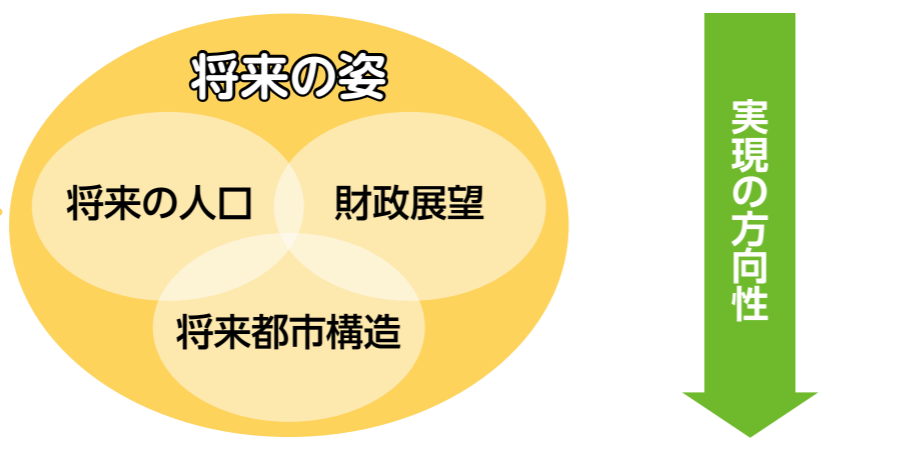 将来の姿
将来の人口
財政展望
将来都市構造
実現の方向性